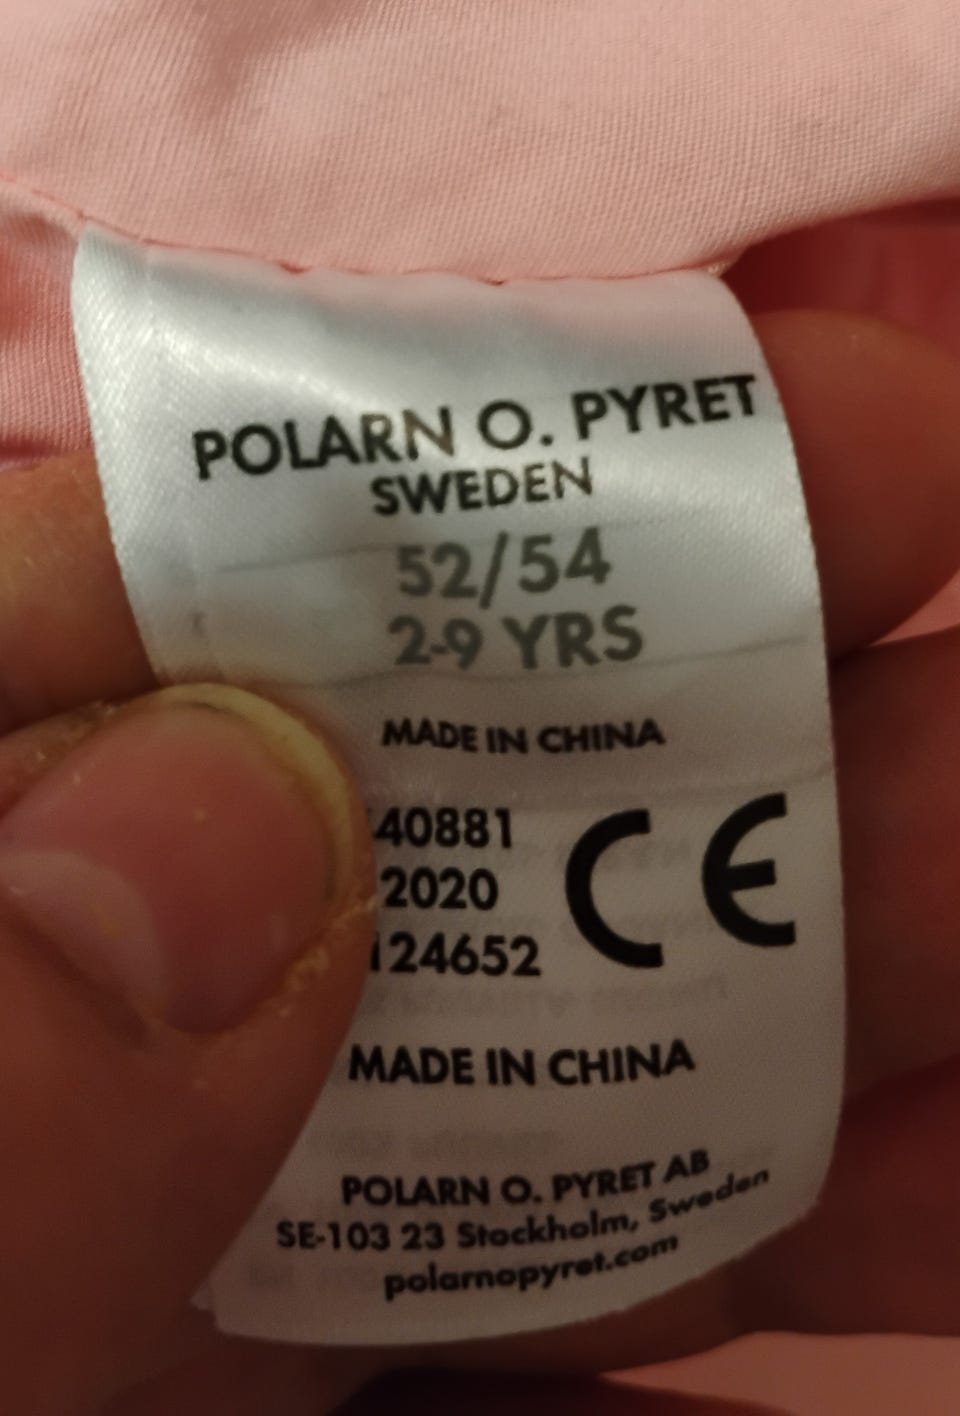 POLARN O. PYRET
SWEDEN
52/54
2-9 YRS
MADE IN CHINA
40881
2020
124652
CE
MADE IN CHINA
POLARN O. PYRET AB
SE-103 23 Stockholm, Sweden
polarnopyret.com